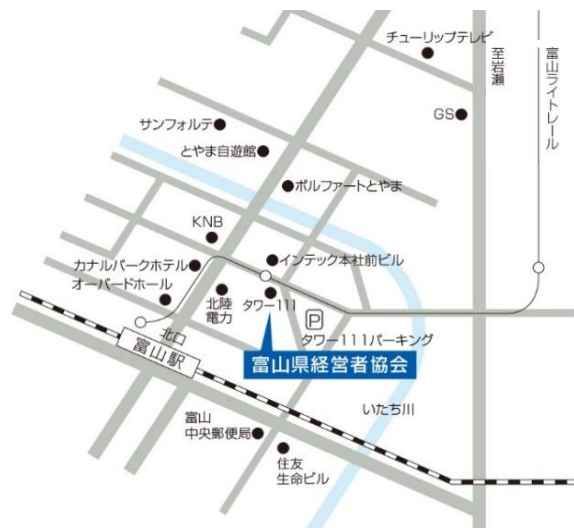 チューリップテレビ
至岩瀬
富山ライトレール
GS
サンフォルテ
とやま自遊館
ボルファートとやま
KNB
インテック本社前ビル
カナルパークホテル
オーバードホール
北陸
電力
タワー111
P
タワー111パーキング
北口
富山駅
富山県経営者協会
いたち川
富山
中央郵便局
住友
生命ビル